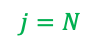 j = N